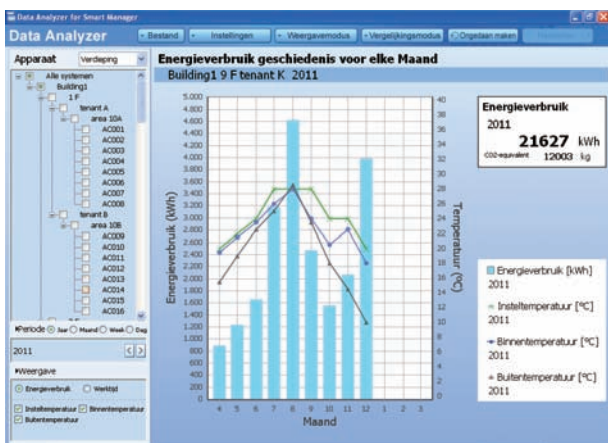 Data Analyzer for Smart Manager
Data Analyzer
Bestand
Instellingen
Weergavemodus
Vergelijkingsmodus
Ongedaan maken
Apparaat
Verdieping
Alle systemen
Building1
1 F
tenant A
area 10A
AC001
AC002
AC003
AC004
AC005
AC006
AC007
AC008
tenant B
area 10B
AC009
AC010
AC011
AC012
AC013
AC014
AC015
AC016
Periode Jaar Maand Week Dag
2011
Weergave
Energieverbruik Werktijd
Insteltemperatuur Binnentemperatuur
Buitentemperatuur
Energieverbruik geschiedenis voor elke Maand
Building1 9 F tenant K 2011
Energieverbruik (kWh)
5.000
4.800
4.600
4.400
4.200
4.000
3.800
3.600
3.400
3.200
3.000
2.800
2.600
2.400
2.200
2.000
1.800
1.600
1.400
1.200
1.000
800
600
400
200
0
4 5 6 7 8 9 10 11 12 1 2 3
Maand
40
38
36
34
32
30
28
26
24
22
20
18
16
14
12
10
8
6
4
2
0
Temperatuur (ºC)
Energieverbruik
2011
21627 kWh
CO2-equivalent 12003 kg
Energieverbruik [kWh]
2011
Insteltemperatuur [ºC]
2011
Binnentemperatuur [ºC]
2011
Buitentemperatuur [ºC]
2011